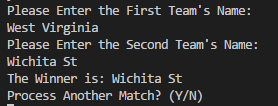 Please Enter the First Team's Name:
West Virginia
Please Enter the Second Team's Name:
Wichita St
The Winner is: Wichita St
Process Another Match? (Y/N)